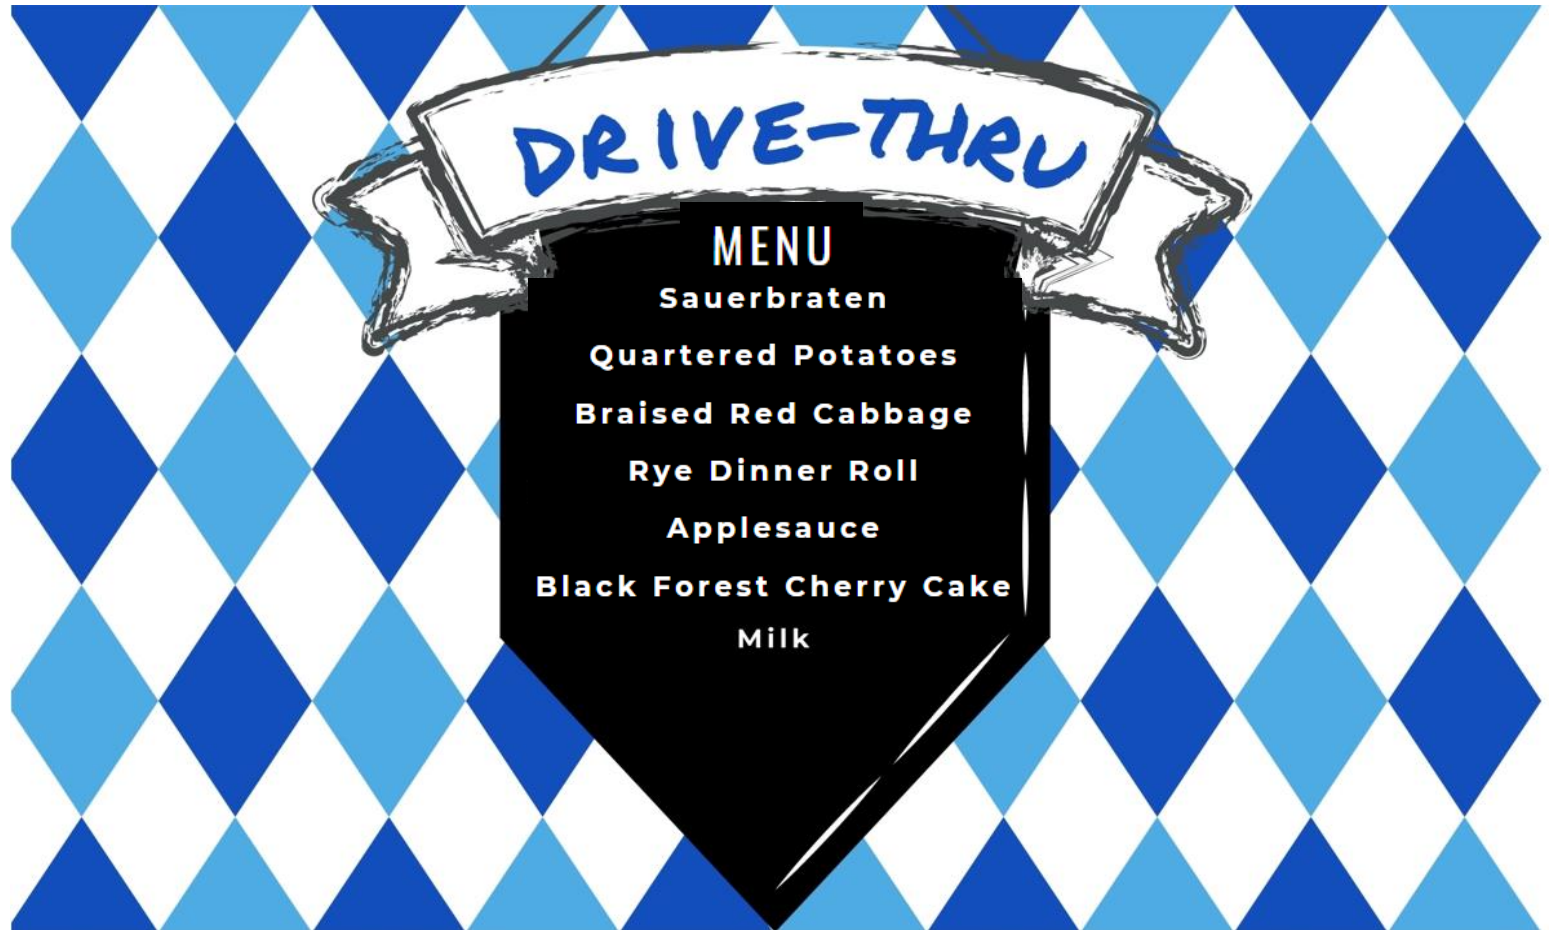 DRIVE-THRU
MENU
Sauerbraten
Quartered Potatoes
Braised Red Cabbage
Rye Dinner Roll
Applesauce
Black Forest Cherry Cake
Milk